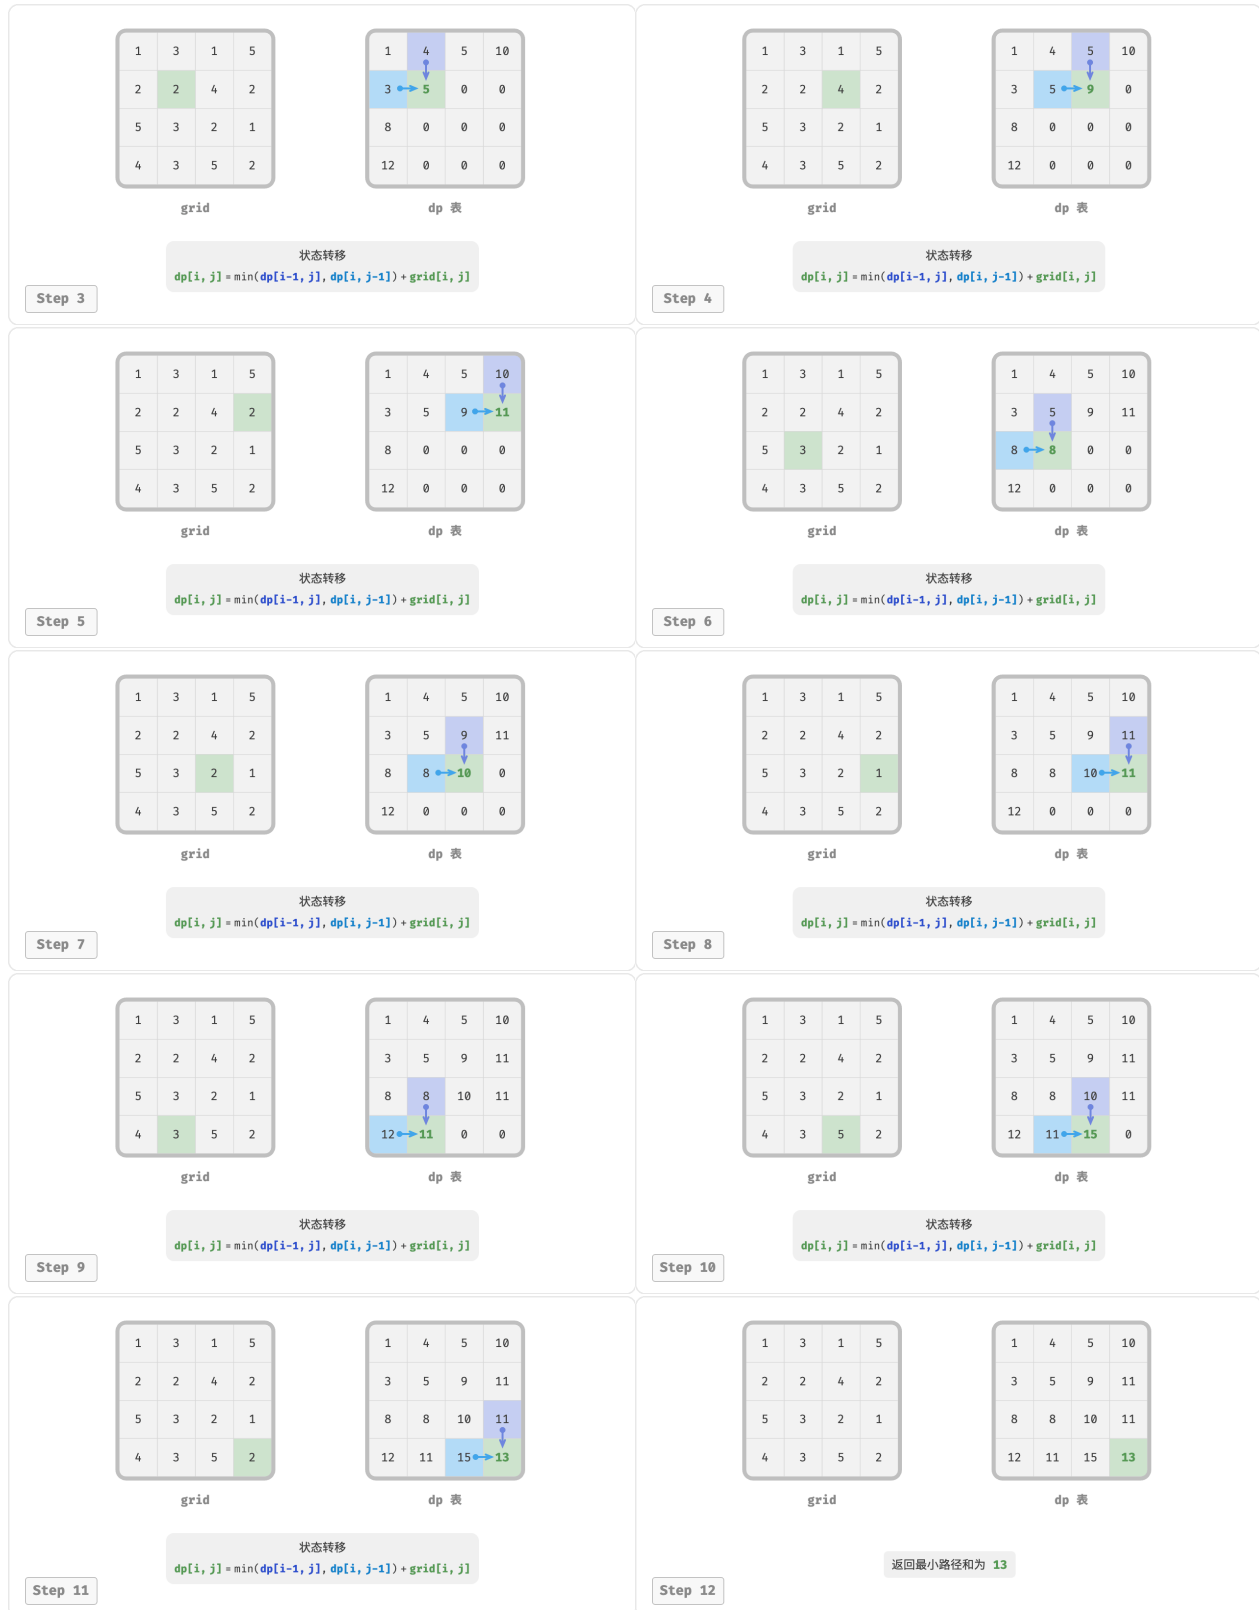 1 3 1 5
2 2 4 2
5 3 2 1
4 3 5 2
grid
1 4 5 10
3 5 0 0
8 0 0 0
12 0 0 0
dp 表
状态转移
dp[i, j] = min(dp[i-1, j], dp[i, j-1]) + grid[i, j]
Step 3
1 3 1 5
2 2 4 2
5 3 2 1
4 3 5 2
grid
1 4 5 10
3 5 9 0
8 0 0 0
12 0 0 0
dp 表
状态转移
dp[i, j] = min(dp[i-1, j], dp[i, j-1]) + grid[i, j]
Step 4
1 3 1 5
2 2 4 2
5 3 2 1
4 3 5 2
grid
1 4 5 10
3 5 9 11
8 0 0 0
12 0 0 0
dp 表
状态转移
dp[i, j] = min(dp[i-1, j], dp[i, j-1]) + grid[i, j]
Step 5
1 3 1 5
2 2 4 2
5 3 2 1
4 3 5 2
grid
1 4 5 10
3 5 9 11
8 8 0 0
12 0 0 0
dp 表
状态转移
dp[i, j] = min(dp[i-1, j], dp[i, j-1]) + grid[i, j]
Step 6
1 3 1 5
2 2 4 2
5 3 2 1
4 3 5 2
grid
1 4 5 10
3 5 9 11
8 8 10 0
12 0 0 0
dp 表
状态转移
dp[i, j] = min(dp[i-1, j], dp[i, j-1]) + grid[i, j]
Step 7
1 3 1 5
2 2 4 2
5 3 2 1
4 3 5 2
grid
1 4 5 10
3 5 9 11
8 8 10 11
12 0 0 0
dp 表
状态转移
dp[i, j] = min(dp[i-1, j], dp[i, j-1]) + grid[i, j]
Step 8
1 3 1 5
2 2 4 2
5 3 2 1
4 3 5 2
grid
1 4 5 10
3 5 9 11
8 8 10 11
12 11 0 0
dp 表
状态转移
dp[i, j] = min(dp[i-1, j], dp[i, j-1]) + grid[i, j]
Step 9
1 3 1 5
2 2 4 2
5 3 2 1
4 3 5 2
grid
1 4 5 10
3 5 9 11
8 8 10 11
12 11 15 0
dp 表
状态转移
dp[i, j] = min(dp[i-1, j], dp[i, j-1]) + grid[i, j]
Step 10
1 3 1 5
2 2 4 2
5 3 2 1
4 3 5 2
grid
1 4 5 10
3 5 9 11
8 8 10 11
12 11 15 13
dp 表
状态转移
dp[i, j] = min(dp[i-1, j], dp[i, j-1]) + grid[i, j]
Step 11
1 3 1 5
2 2 4 2
5 3 2 1
4 3 5 2
grid
1 4 5 10
3 5 9 11
8 8 10 11
12 11 15 13
dp 表
返回最小路径和为 13
Step 12